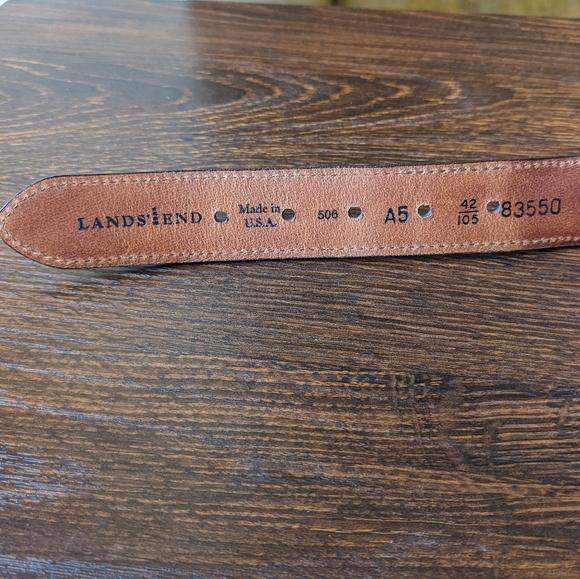 LANDS' END
Made in
U.S.A.
506
A5
42
105
83550